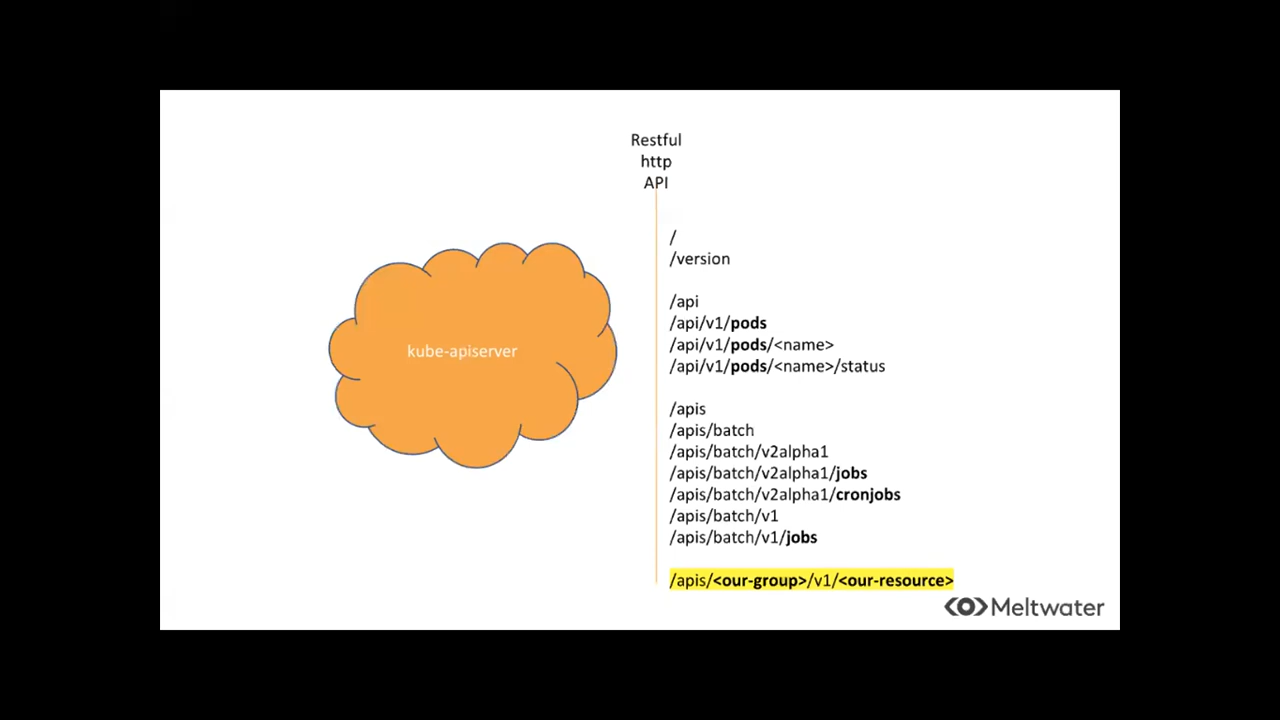 Restful
http
API
/
/version
/api
/api/v1/pods
/api/v1/pods/<name>
/api/v1/pods/<name>/status
/apis
/apis/batch
/apis/batch/v2alpha1
/apis/batch/v2alpha1/jobs
/apis/batch/v2alpha1/cronjobs
/apis/batch/v1
/apis/batch/v1/jobs
/apis/<our-group>/v1/<our-resource>
kube-apiserver
Meltwater